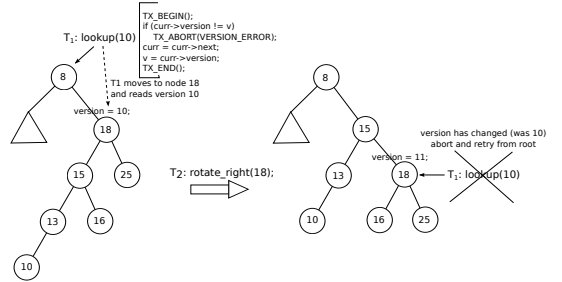 TX_BEGIN();
if (curr->version != v)
TX_ABORT(VERSION_ERROR);
curr = curr->next;
v = curr->version;
TX_END();
T1: lookup(10)
8
T1 moves to node 18
and reads version 10
version = 10;
18
15
25
13
16
10
T2: rotate_right(18);
8
15
version has changed (was 10)
abort and retry from root
version = 11;
13
18
T1: lookup(10)
10
16
25